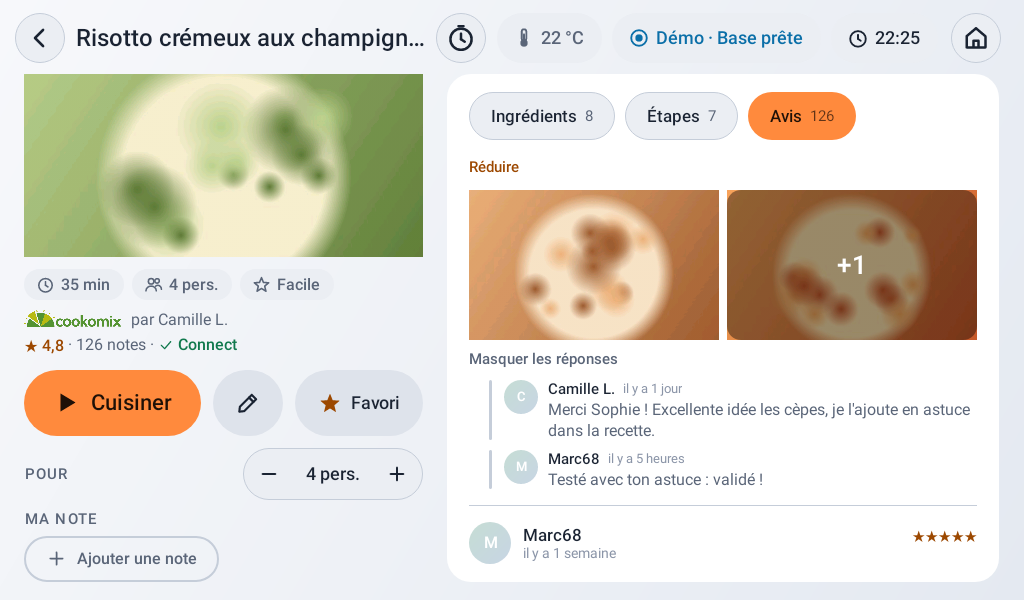 Risotto crémeux aux champign...
22 °C
Démo · Base prête
22:25
35 min
4 pers.
Facile
cookomix par Camille L.
★ 4,8 · 126 notes · ✓ Connect
Cuisiner
Favori
POUR
4 pers.
MA NOTE
Ajouter une note
Ingrédients 8
Étapes 7
Avis 126
Réduire
+1
Masquer les réponses
C
Camille L. il y a 1 jour
Merci Sophie ! Excellente idée les cèpes, je l'ajoute en astuce
dans la recette.
M
Marc68 il y a 5 heures
Testé avec ton astuce : validé !
M
Marc68
★★★★★
il y a 1 semaine